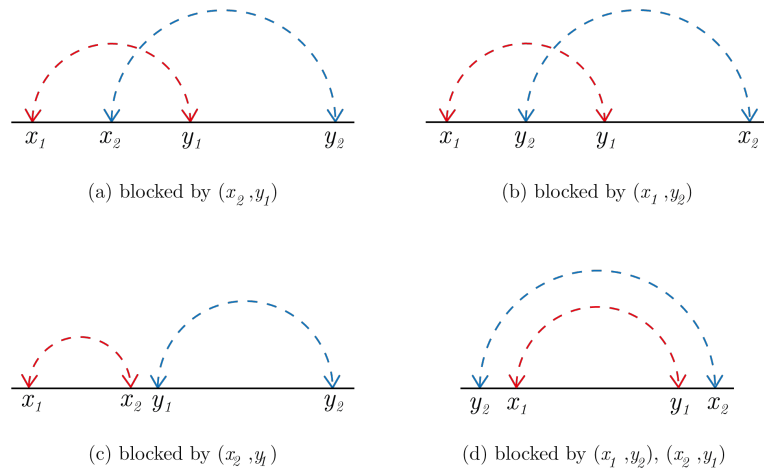 x₁ x₂ y₁ y₂
x₁ y₂ y₁ x₂
(a) blocked by (x₂ ,y₁)
(b) blocked by (x₁ ,y₂)
x₁ x₂ y₁ y₂
y₂ x₁ y₁ x₂
(c) blocked by (x₂ ,y₁)
(d) blocked by (x₁ ,y₂), (x₂ ,y₁)